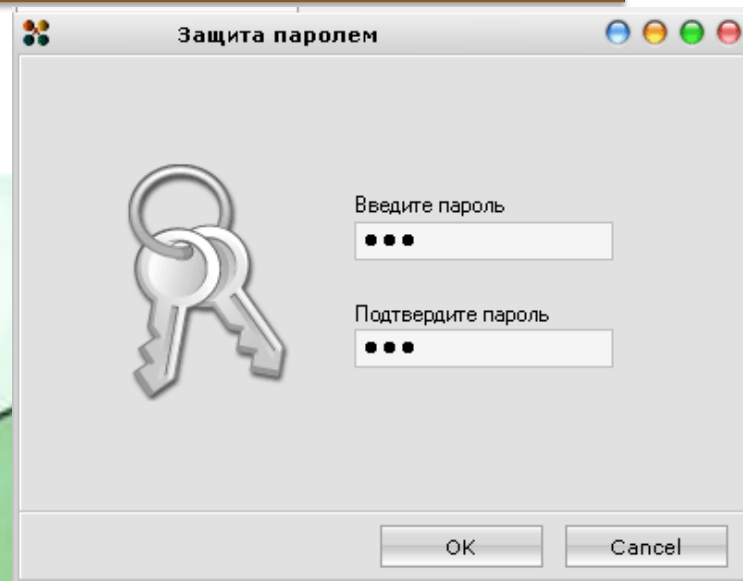 Защита паролем
Введите пароль
●●●
Подтвердите пароль
●●●
OK
Cancel